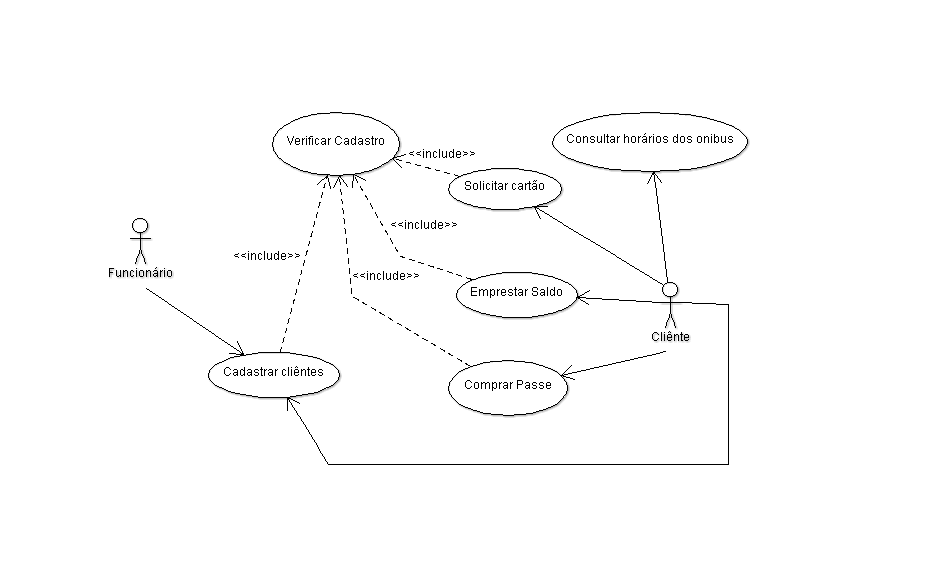 Verificar Cadastro
Consultar horários dos onibus
<<include>>
Solicitar cartão
<<include>>
<<include>>
Funcionário
<<include>>
Emprestar Saldo
Cliênte
Cadastrar cliêntes
Comprar Passe